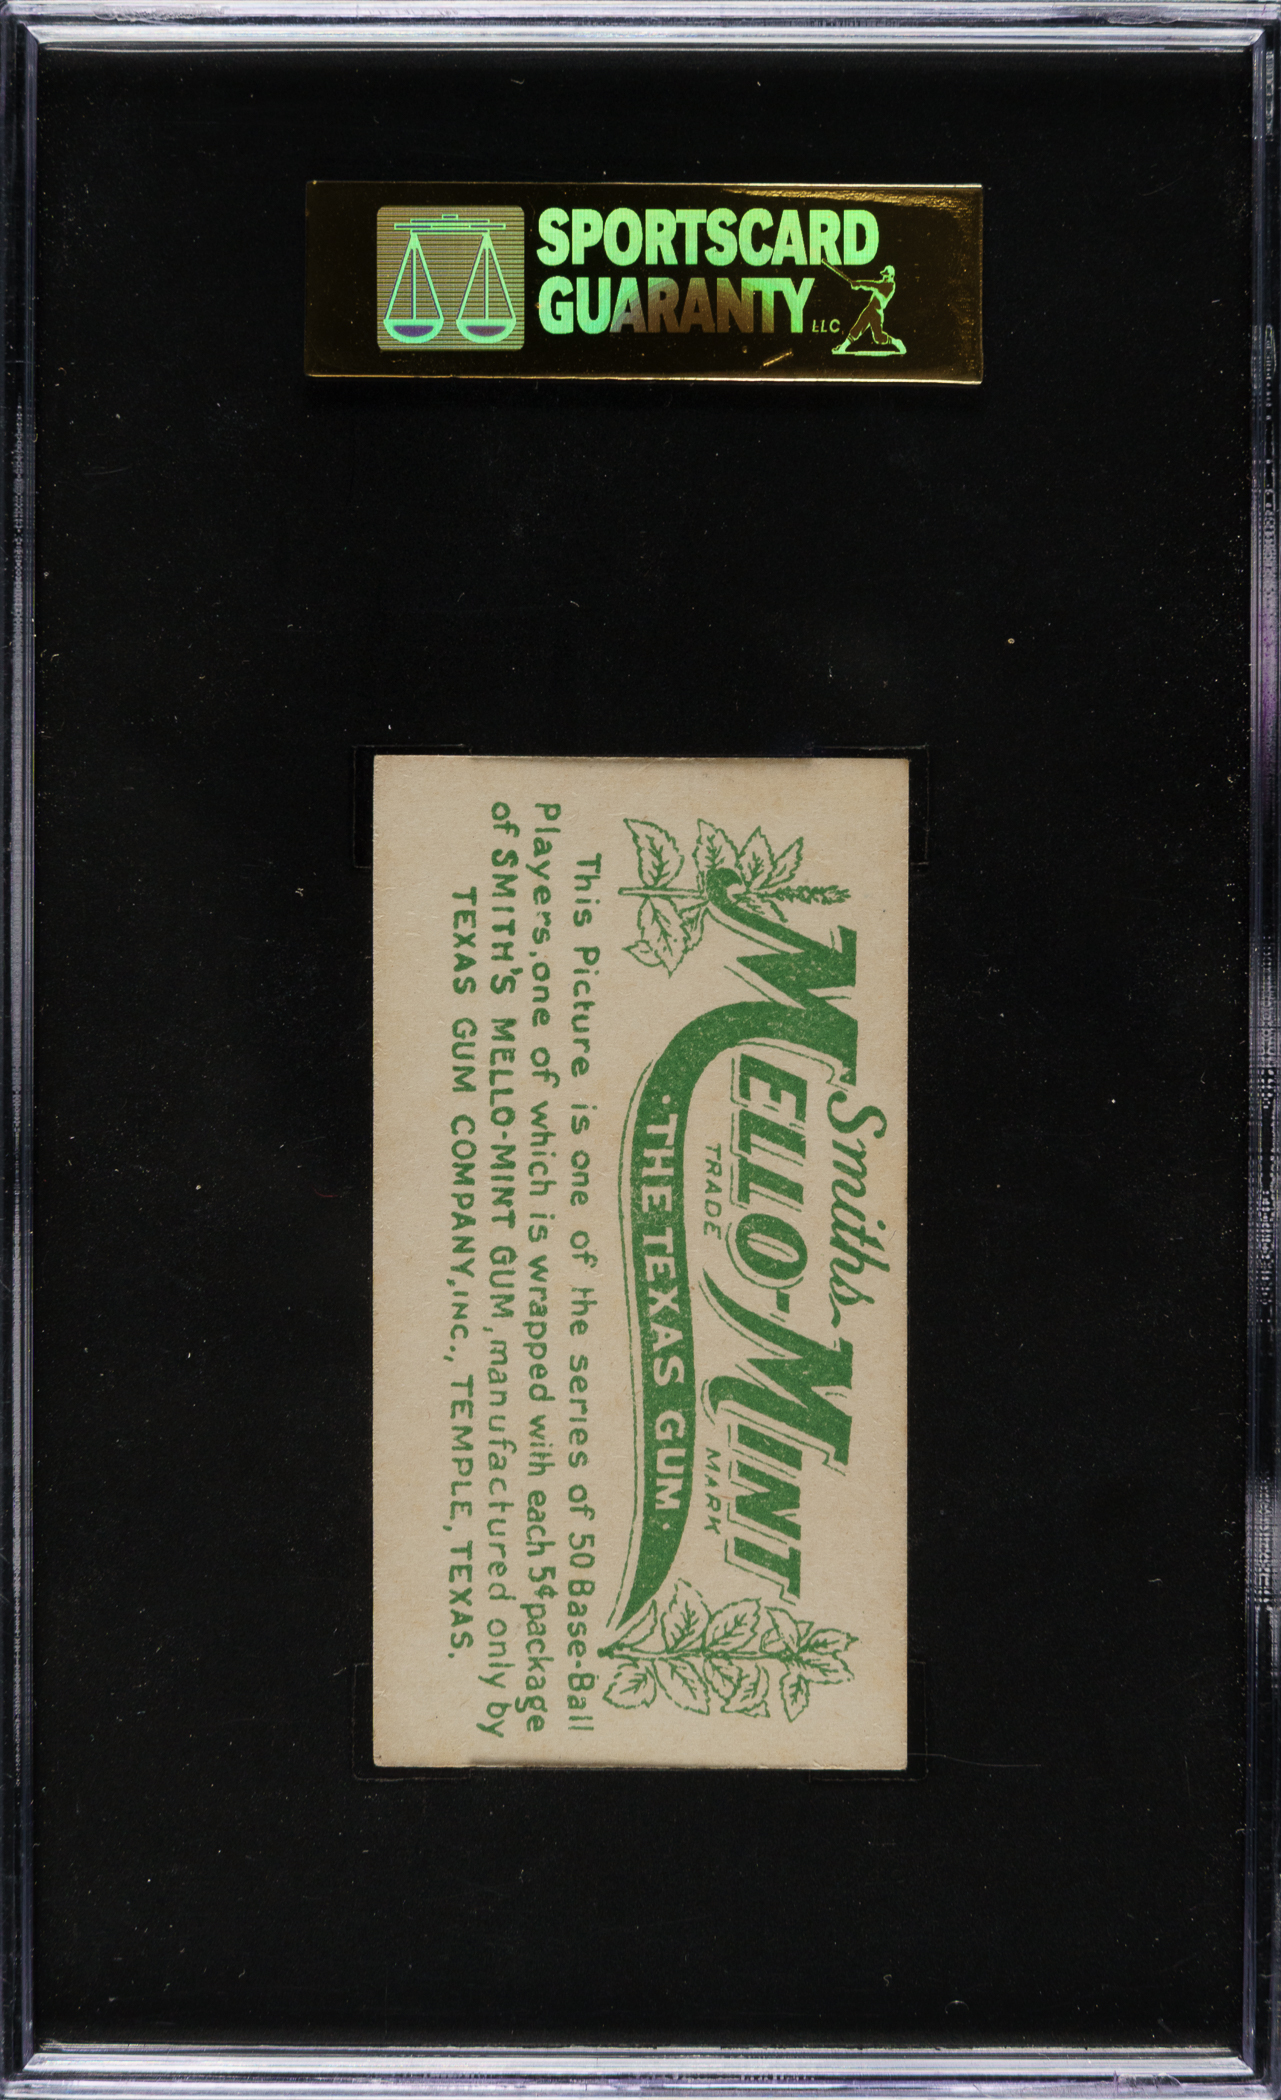 SPORTSCARD
GUARANTY LLC
Smiths
MELLO-MINT
TRADE MARK
·THE TEXAS GUM·
This Picture is one of the series of 50 Base-Ball
Players, one of which is wrapped with each 5¢ package
of SMITH'S MELLO-MINT GUM, manufactured only by
TEXAS GUM COMPANY, INC., TEMPLE, TEXAS.